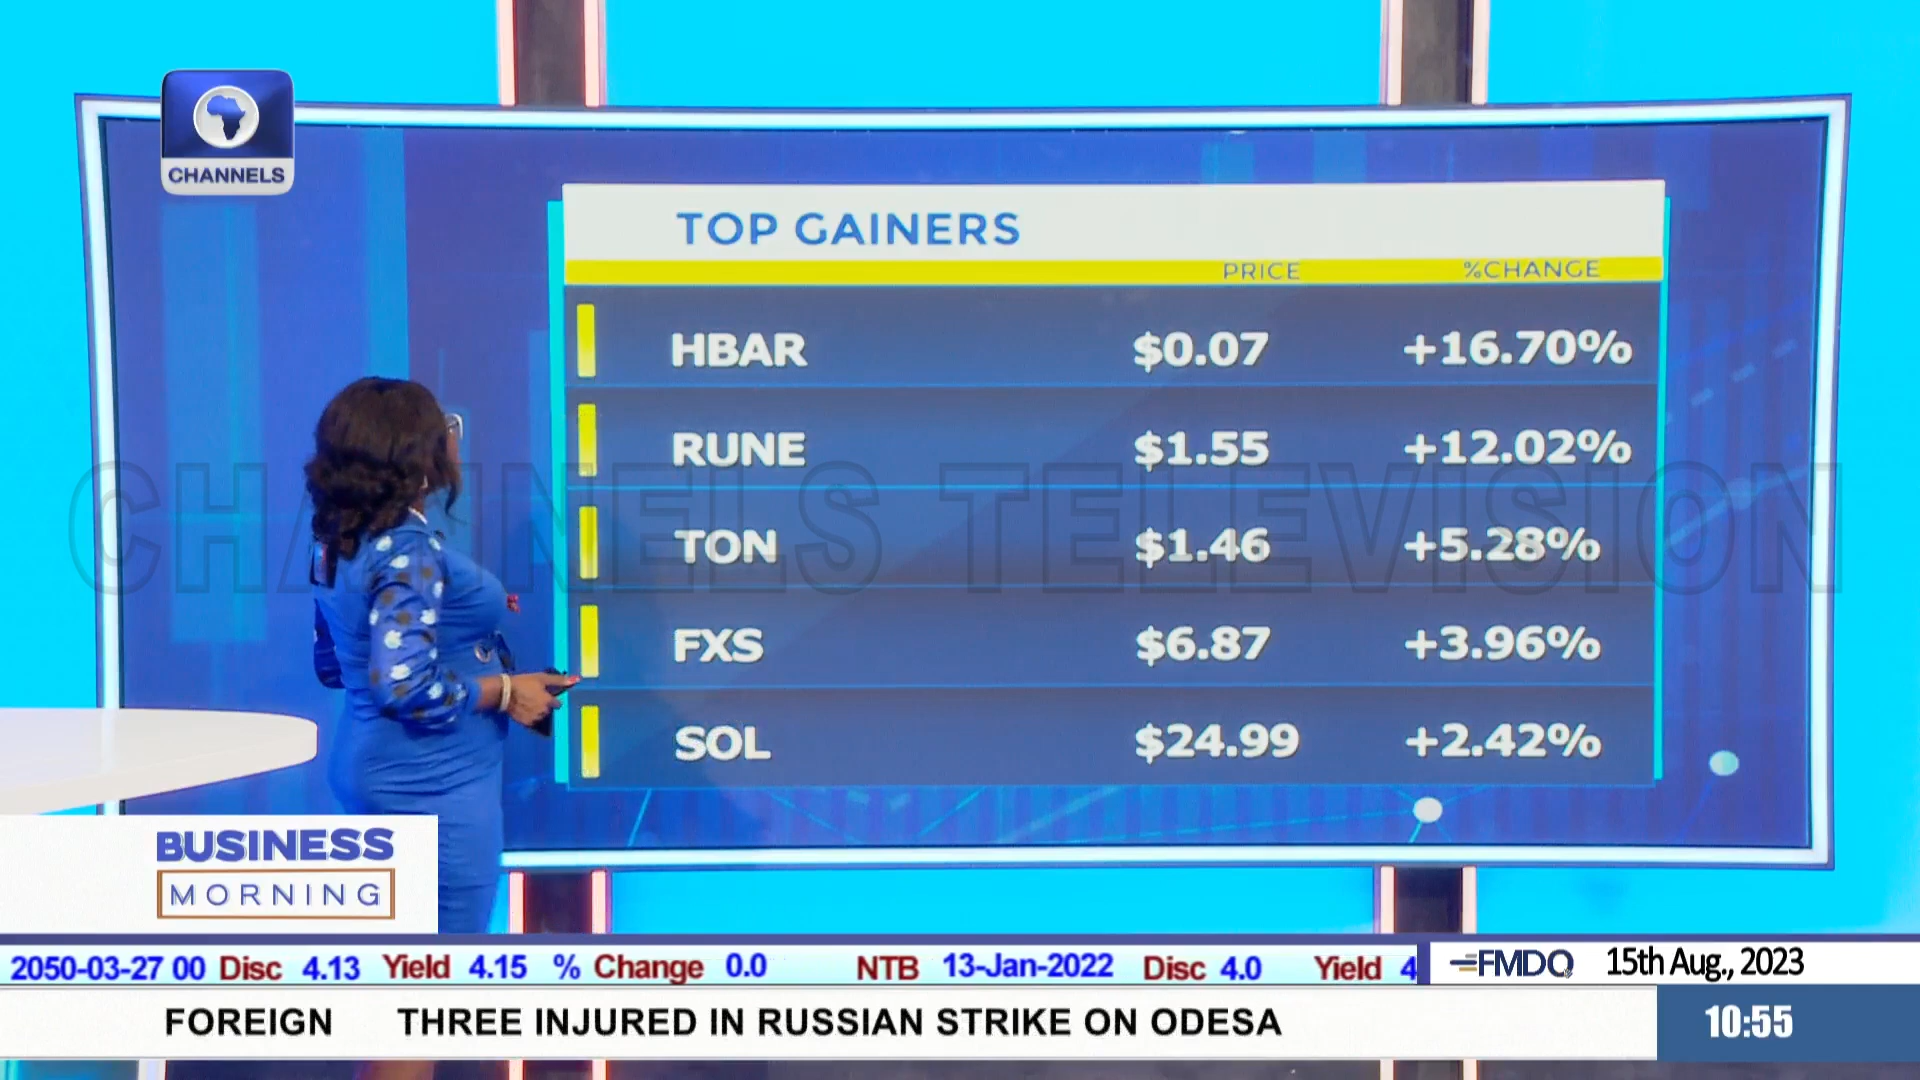 CHANNELS
TOP GAINERS
PRICE %CHANGE
HBAR $0.07 +16.70%
RUNE $1.55 +12.02%
TON $1.46 +5.28%
FXS $6.87 +3.96%
SOL $24.99 +2.42%
CHANNELS TELEVISION
BUSINESS
MORNING
2050-03-27 00 Disc 4.13 Yield 4.15 % Change 0.0 NTB 13-Jan-2022 Disc 4.0 Yield 4
FMDQ 15th Aug., 2023
FOREIGN THREE INJURED IN RUSSIAN STRIKE ON ODESA
10:55